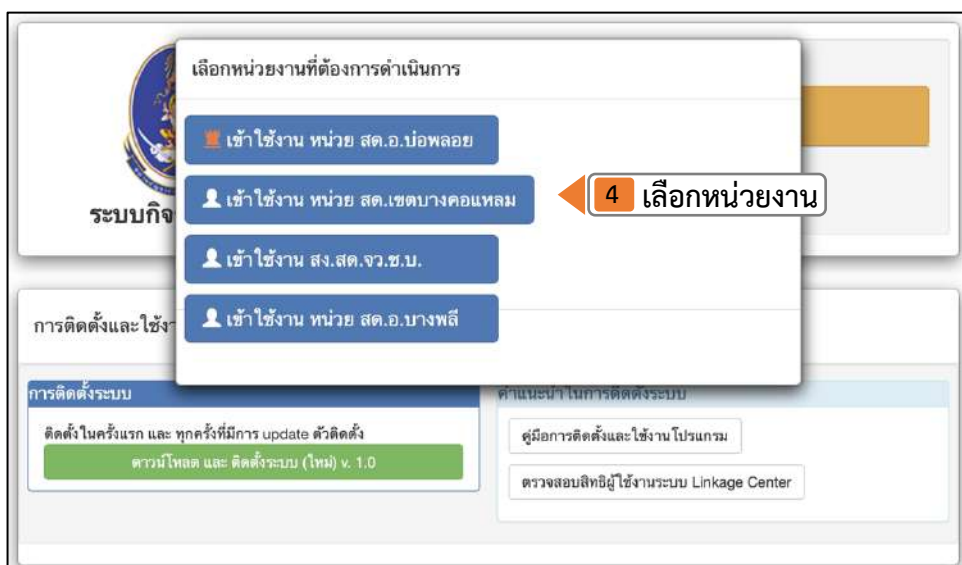 เลือกหน่วยงานที่ต้องการดำเนินการ
เข้าใช้งาน หน่วย สด.อ.บ่อพลอย
เข้าใช้งาน หน่วย สด.เขตบางคอแหลม
4 เลือกหน่วยงาน
ระบบกิจ
เข้าใช้งาน สง.สด.จว.ช.บ.
เข้าใช้งาน หน่วย สด.อ.บางพลี
การติดตั้งและใช้งา
การติดตั้งระบบ
คำแนะนำในการติดตั้งระบบ
ติดตั้งในครั้งแรก และ ทุกครั้งที่มีการ update ตัวติดตั้ง
ดาวน์โหลด และ ติดตั้งระบบ (ใหม่) v. 1.0
คู่มือการติดตั้งและใช้งานโปรแกรม
ตรวจสอบสิทธิผู้ใช้งานระบบ Linkage Center